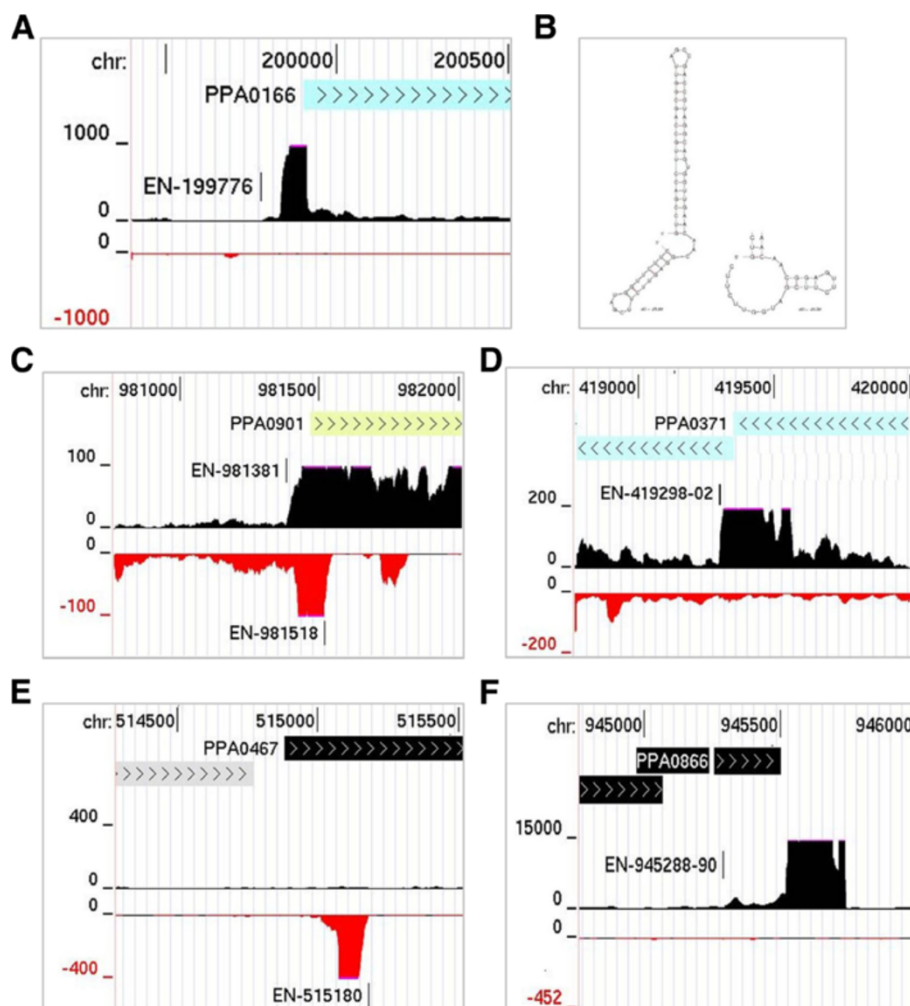 A
chr: 200000 200500
PPA0166
1000
EN-199776
0
0
-1000
B
C
chr: 981000 981500 982000
PPA0901
100
EN-981381
0
0
-100
EN-981518
D
chr: 419000 419500 420000
PPA0371
200
EN-419298-02
0
0
-200
E
chr: 514500 515000 515500
PPA0467
400
0
0
-400
EN-515180
F
chr: 945000 945500 946000
PPA0866
15000
EN-945288-90
0
0
-452